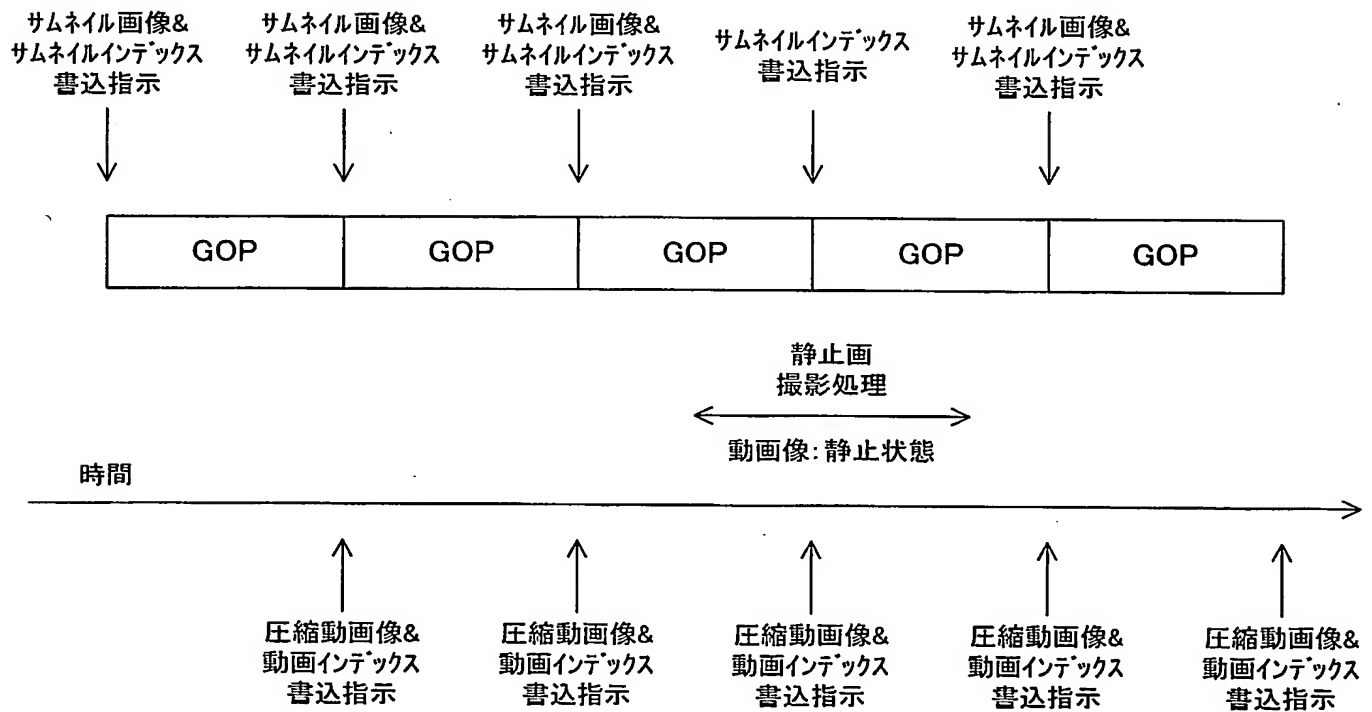 サムネイル画像&
サムネイルインデックス
書込指示
サムネイル画像&
サムネイルインデックス
書込指示
サムネイル画像&
サムネイルインデックス
書込指示
サムネイルインデックス
書込指示
サムネイル画像&
サムネイルインデックス
書込指示
GOP
GOP
GOP
GOP
GOP
静止画
撮影処理
動画像:静止状態
時間
圧縮動画像&
動画インデックス
書込指示
圧縮動画像&
動画インデックス
書込指示
圧縮動画像&
動画インデックス
書込指示
圧縮動画像&
動画インデックス
書込指示
圧縮動画像&
動画インデックス
書込指示